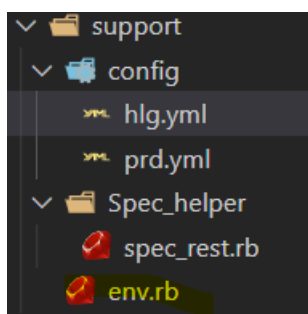 support
config
hlg.yml
prd.yml
Spec_helper
spec_rest.rb
env.rb